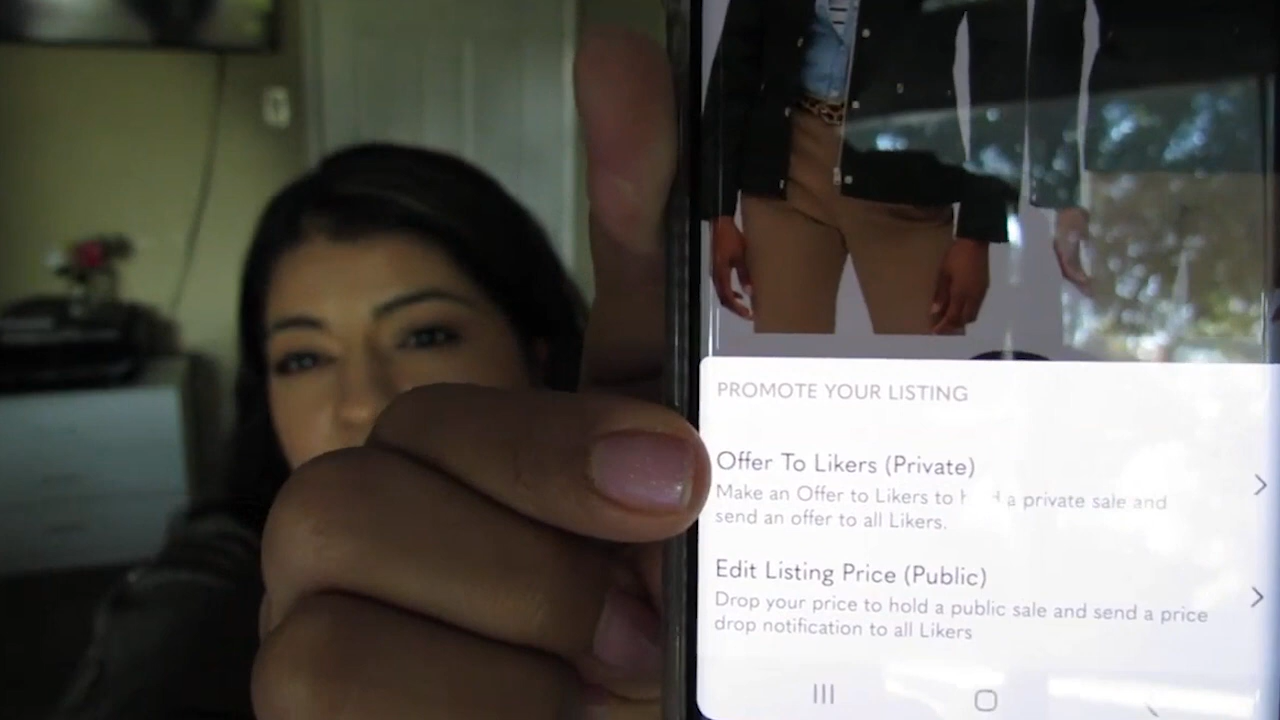 PROMOTE YOUR LISTING
Offer To Likers (Private)
Make an Offer to Likers to a private sale and
send an offer to all Likers.
Edit Listing Price (Public)
Drop your price to hold a public sale and send a price
drop notification to all Likers